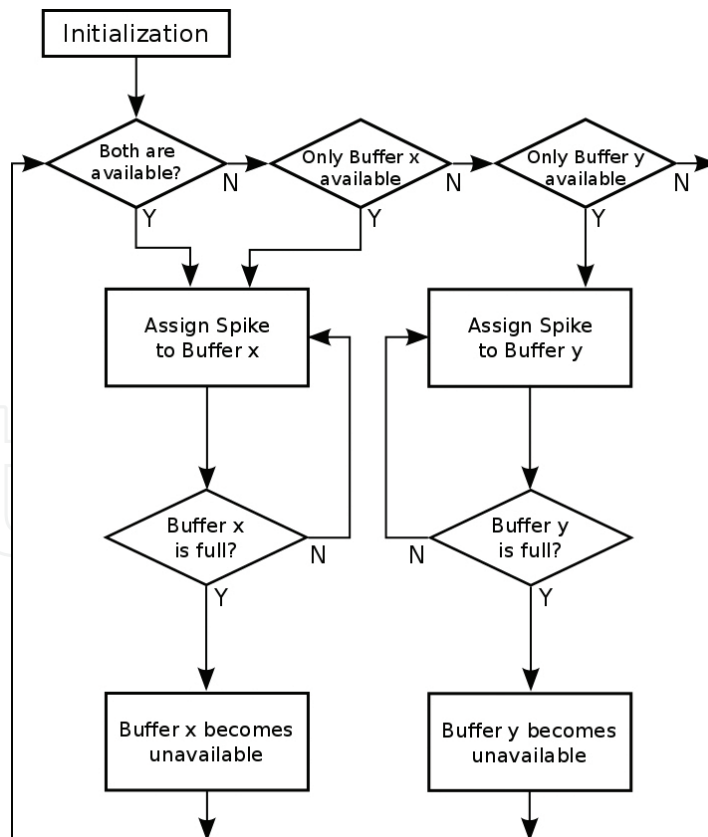 Initialization
Both are
available?
Only Buffer x
available
Only Buffer y
available
N
N
N
Y
Y
Y
Assign Spike
to Buffer x
Assign Spike
to Buffer y
Buffer x
is full?
Buffer y
is full?
N
N
Y
Y
Buffer x becomes
unavailable
Buffer y becomes
unavailable